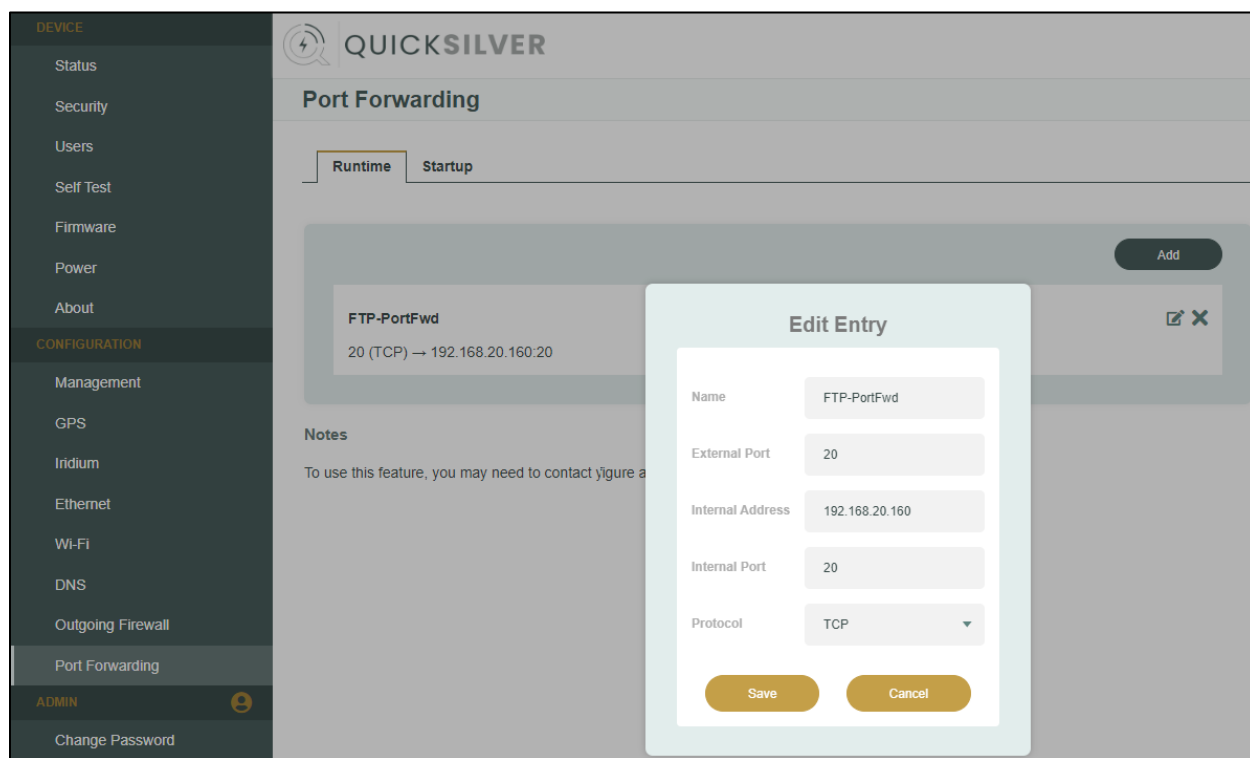 DEVICE
Status
Security
Users
Self Test
Firmware
Power
About
CONFIGURATION
Management
GPS
Iridium
Ethernet
Wi-Fi
DNS
Outgoing Firewall
Port Forwarding
ADMIN
Change Password
QUICKSILVER
Port Forwarding
Runtime Startup
Add
FTP-PortFwd
20 (TCP) → 192.168.20.160:20
Notes
To use this feature, you may need to contact
Edit Entry
Name FTP-PortFwd
External Port 20
Internal Address 192.168.20.160
Internal Port 20
Protocol TCP
Save Cancel